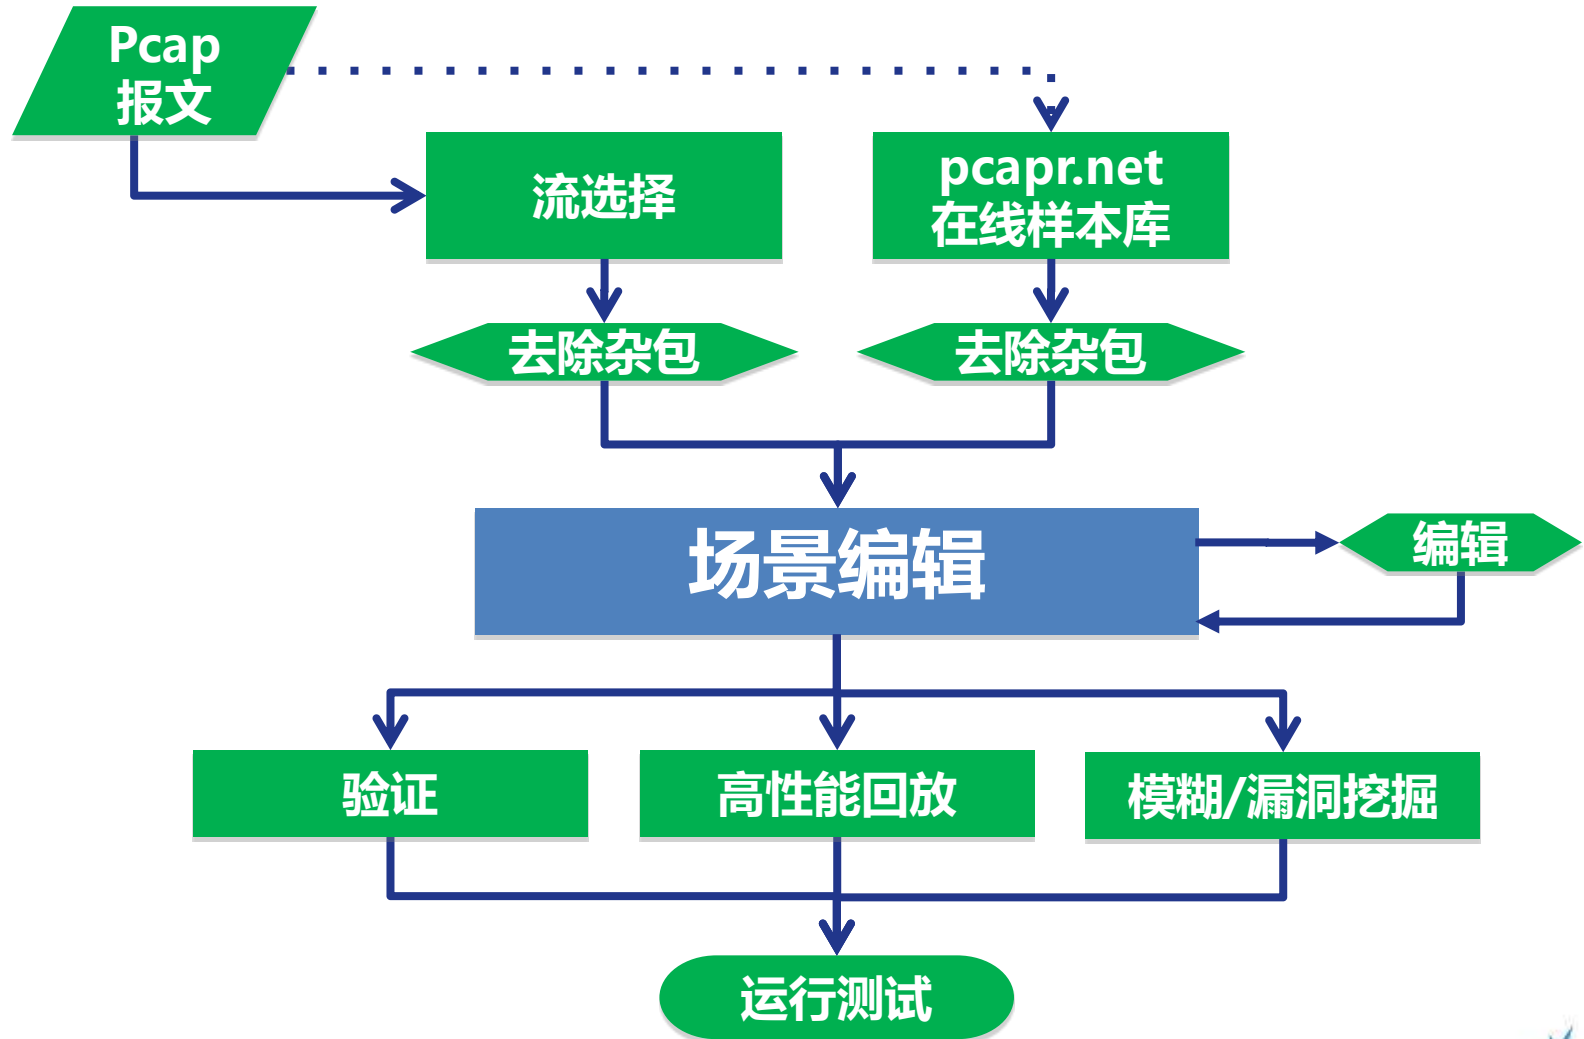 Pcap
报文
流选择
pcapr.net
在线样本库
去除杂包
去除杂包
场景编辑
编辑
验证
高性能回放
模糊/漏洞挖掘
运行测试